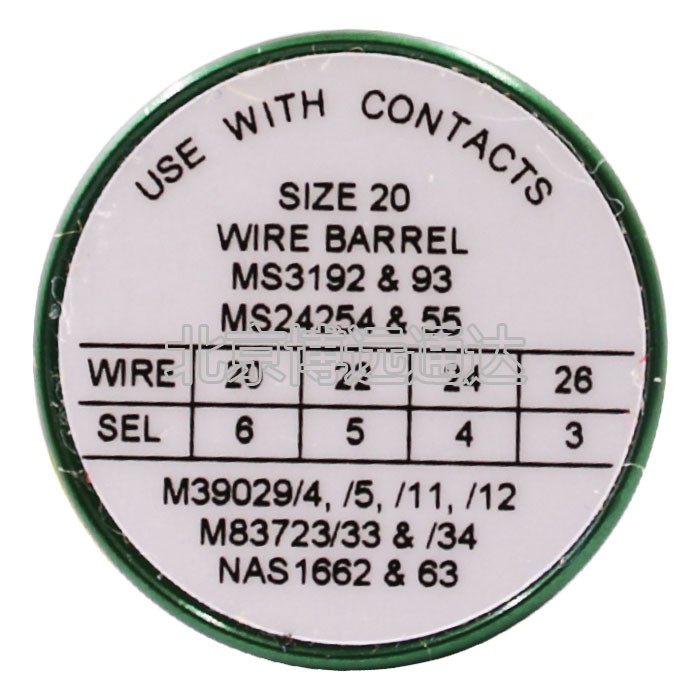 USE WITH CONTACTS
SIZE 20
WIRE BARREL
MS3192 & 93
MS24254 & 55
北京博远通达
WIRE 20 22 24 26
SEL 6 5 4 3
M39029/4, /5, /11, /12
M83723/33 & /34
NAS1662 & 63